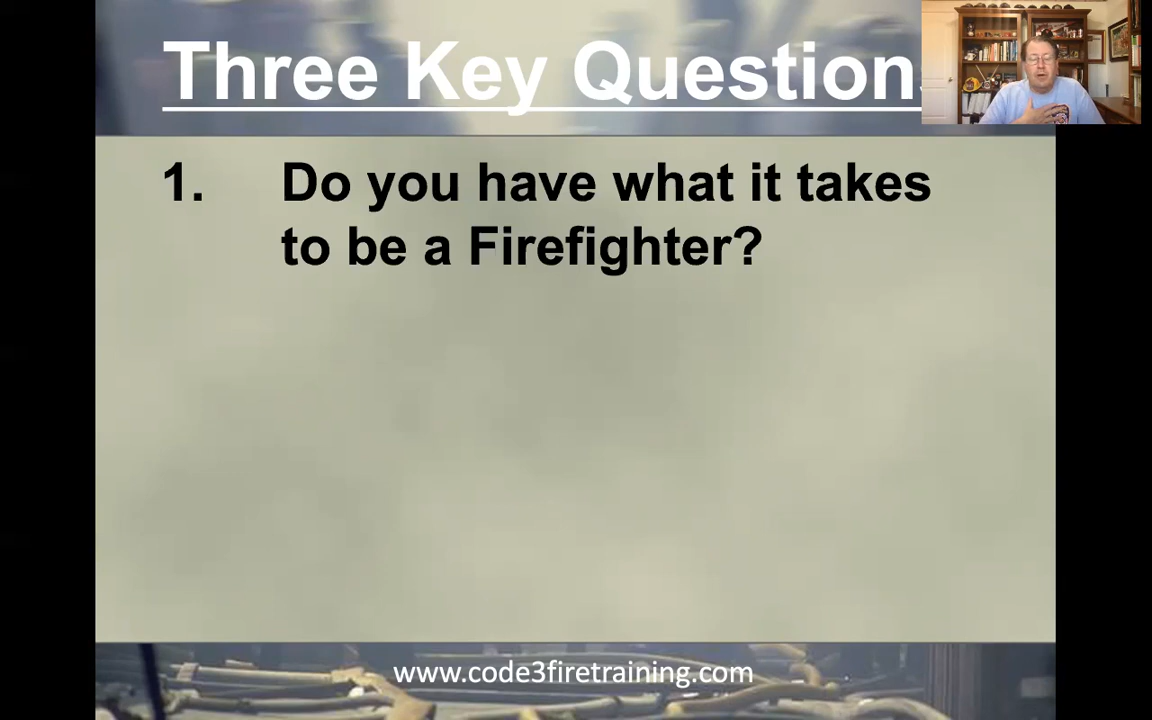 Three Key Question
1. Do you have what it takes
to be a Firefighter?
www.code3firetraining.com